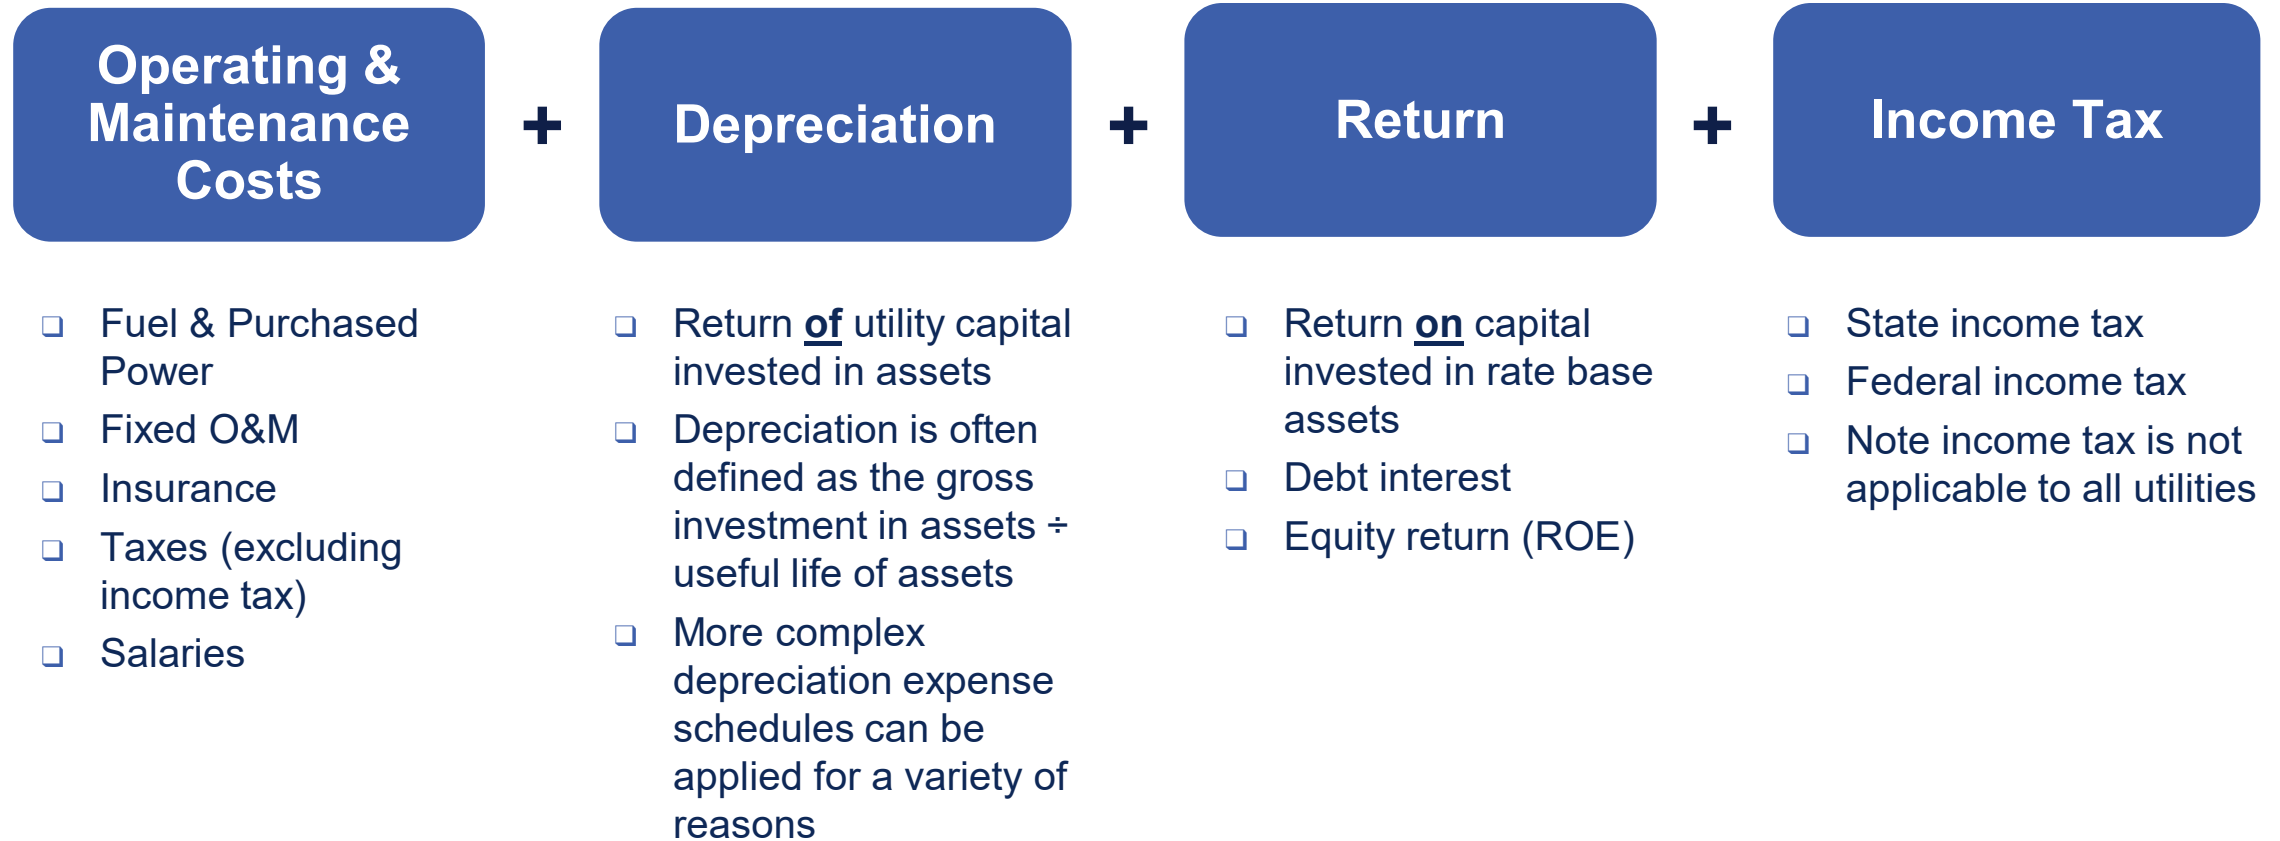 Operating &
Maintenance
Costs
+
Depreciation
+
Return
+
Income Tax
❑ Fuel & Purchased
Power
❑ Fixed O&M
❑ Insurance
❑ Taxes (excluding
income tax)
❑ Salaries
❑ Return of utility capital
invested in assets
❑ Depreciation is often
defined as the gross
investment in assets ÷
useful life of assets
❑ More complex
depreciation expense
schedules can be
applied for a variety of
reasons
❑ Return on capital
invested in rate base
assets
❑ Debt interest
❑ Equity return (ROE)
❑ State income tax
❑ Federal income tax
❑ Note income tax is not
applicable to all utilities